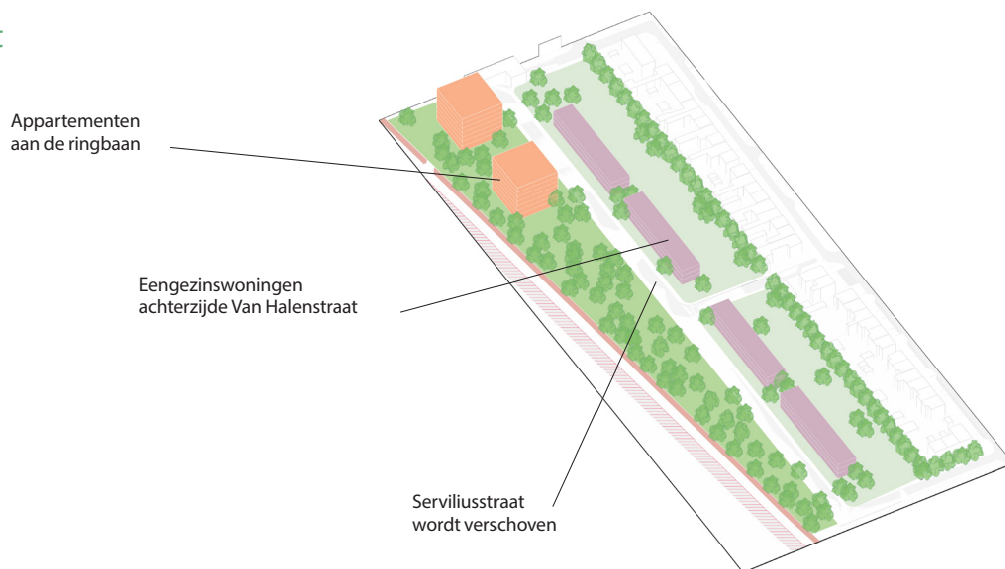 Appartementen
aan de ringbaan
Eengezinswoningen
achterzijde Van Halenstraat
Serviliusstraat
wordt verschoven